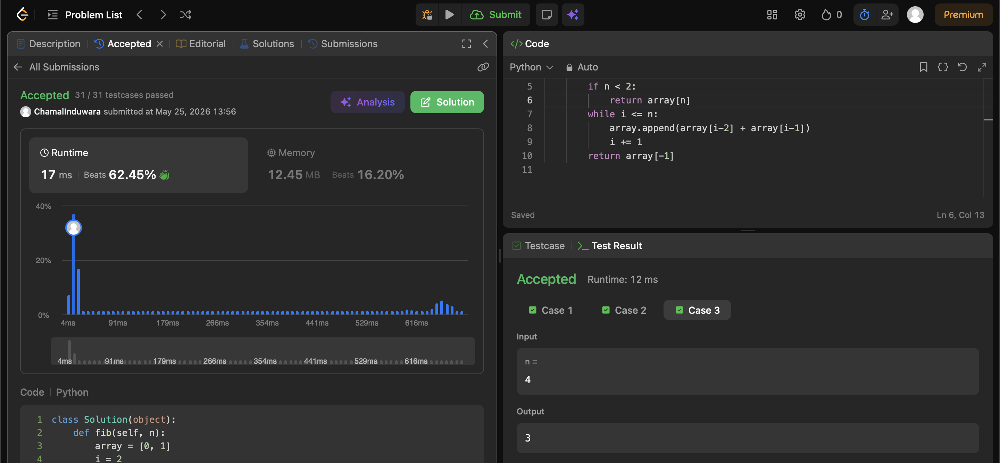 Problem List
Submit
0
Premium
Description
Accepted
Editorial
Solutions
Submissions
All Submissions
Accepted 31 / 31 testcases passed
ChamalInduwara submitted at May 25, 2026 13:56
Analysis
Solution
Runtime
17 ms Beats 62.45%
Memory
12.45 MB Beats 16.20%
40%
20%
0%
4ms 91ms 179ms 266ms 354ms 441ms 529ms 616ms
4ms 91ms 179ms 266ms 354ms 441ms 529ms 616ms
Code Python
1 class Solution(object):
2 def fib(self, n):
3 array = [0, 1]
4 i = 2
</> Code
Python Auto
5 if n < 2:
6 return array[n]
7 while i <= n:
8 array.append(array[i-2] + array[i-1])
9 i += 1
10 return array[-1]
11
Saved
Ln 6, Col 13
Testcase
>_ Test Result
Accepted Runtime: 12 ms
Case 1 Case 2 Case 3
Input
n =
4
Output
3